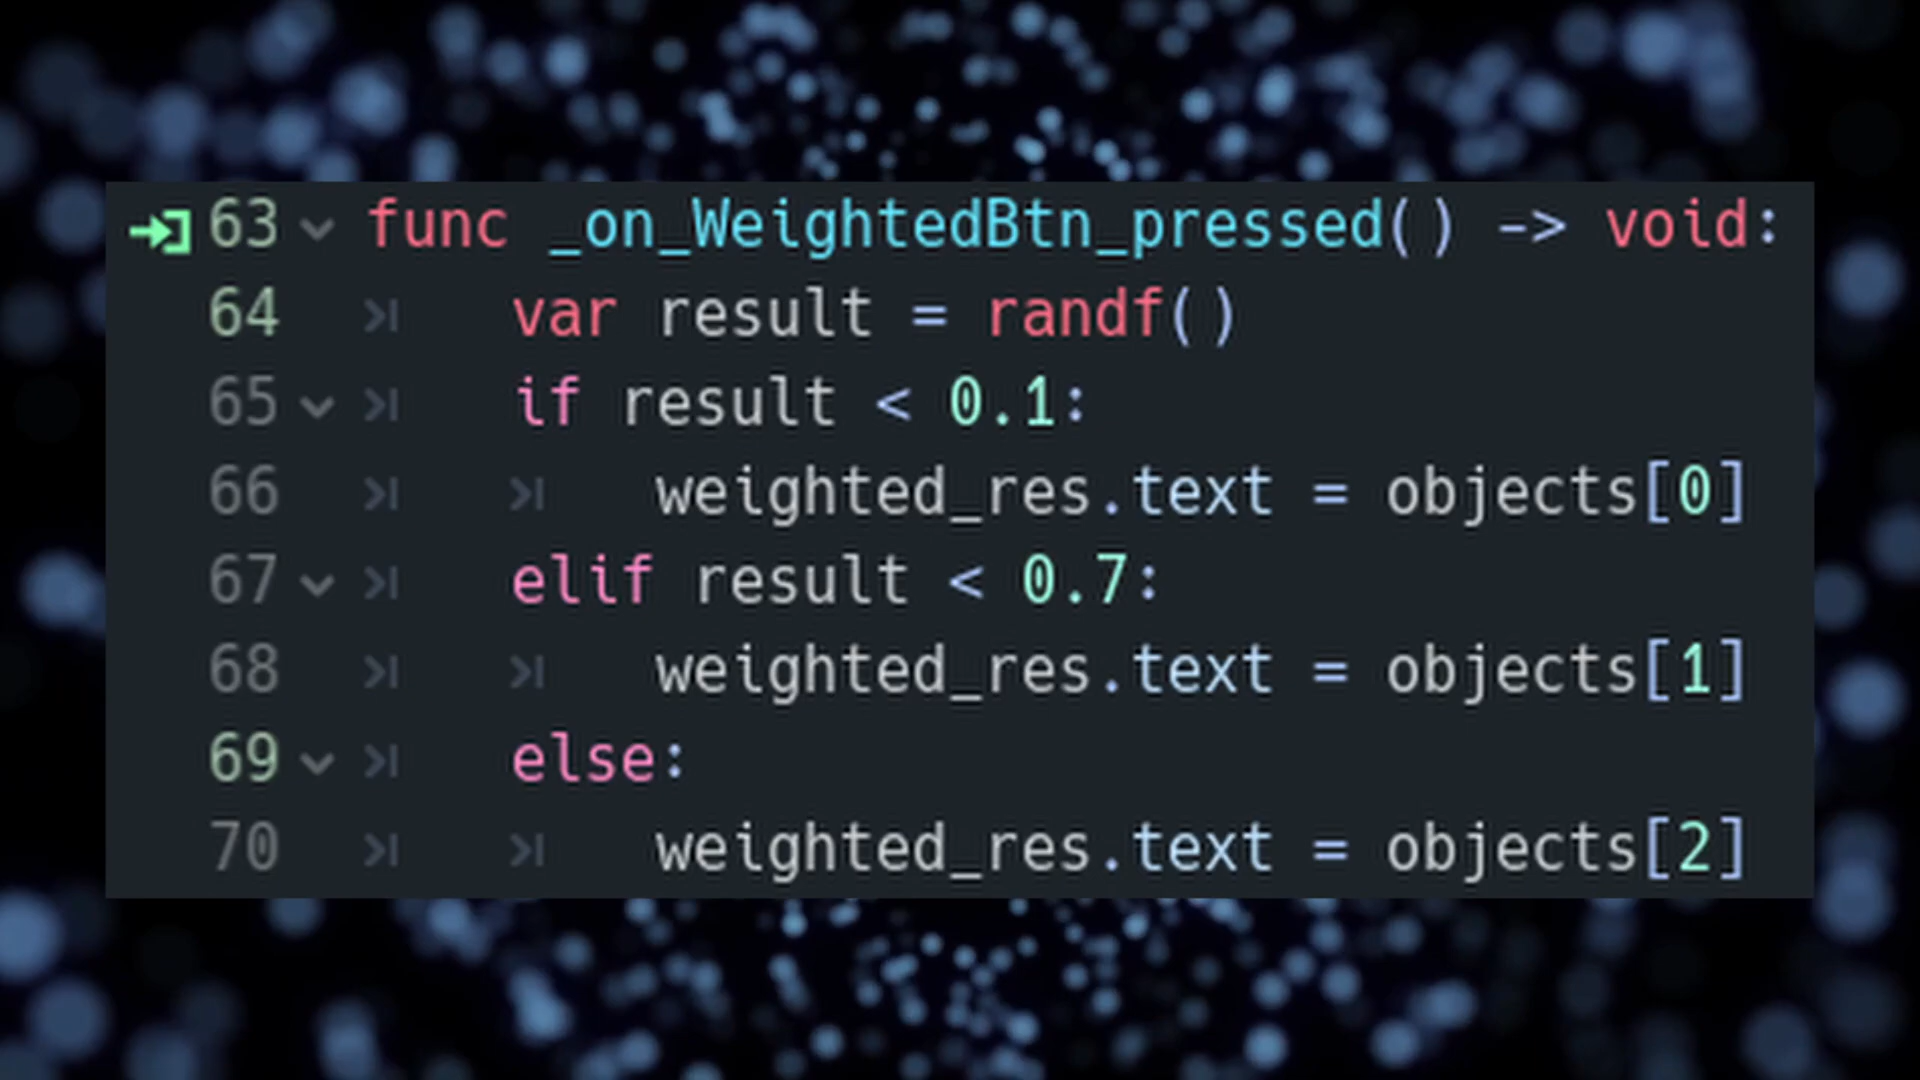 63 func _on_WeightedBtn_pressed() -> void:
64 var result = randf()
65 if result < 0.1:
66 weighted_res.text = objects[0]
67 elif result < 0.7:
68 weighted_res.text = objects[1]
69 else:
70 weighted_res.text = objects[2]